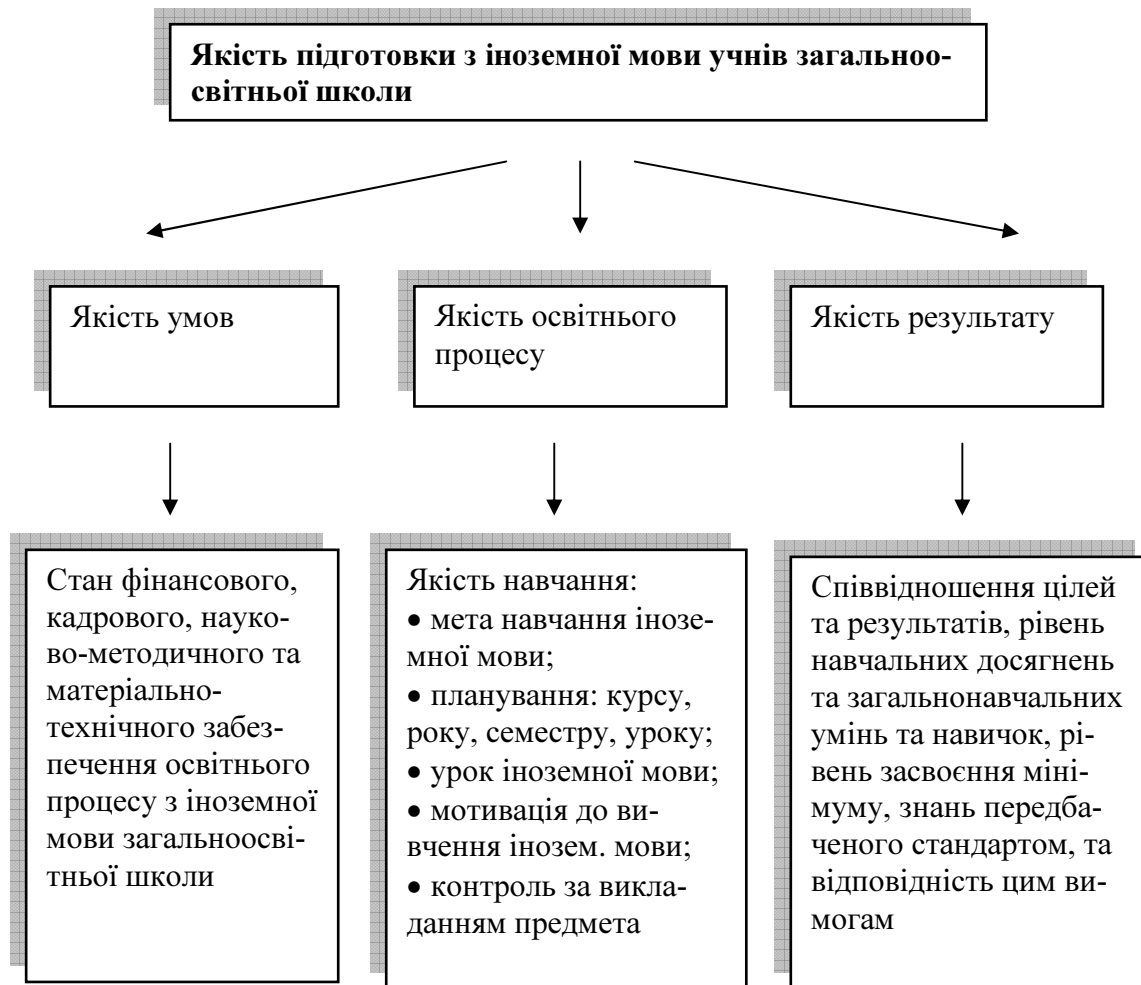 Якість підготовки з іноземної мови учнів загальноо-
світньої школи
Якість умов
Якість освітнього
процесу
Якість результату
Стан фінансового,
кадрового, науко-
во-методичного та
матеріально-
технічного забез-
печення освітнього
процесу з іноземної
мови загальноосві-
тньої школи
Якість навчання:
• мета навчання інозе-
мної мови;
• планування: курсу,
року, семестру, уроку;
• урок іноземної мови;
• мотивація до ви-
вчення інозем. мови;
• контроль за викла-
данням предмета
Співвідношення цілей
та результатів, рівень
навчальних досягнень
та загальнонавчальних
умінь та навичок, рі-
вень засвоєння міні-
муму, знань передба-
ченого стандартом, та
відповідність цим ви-
могам